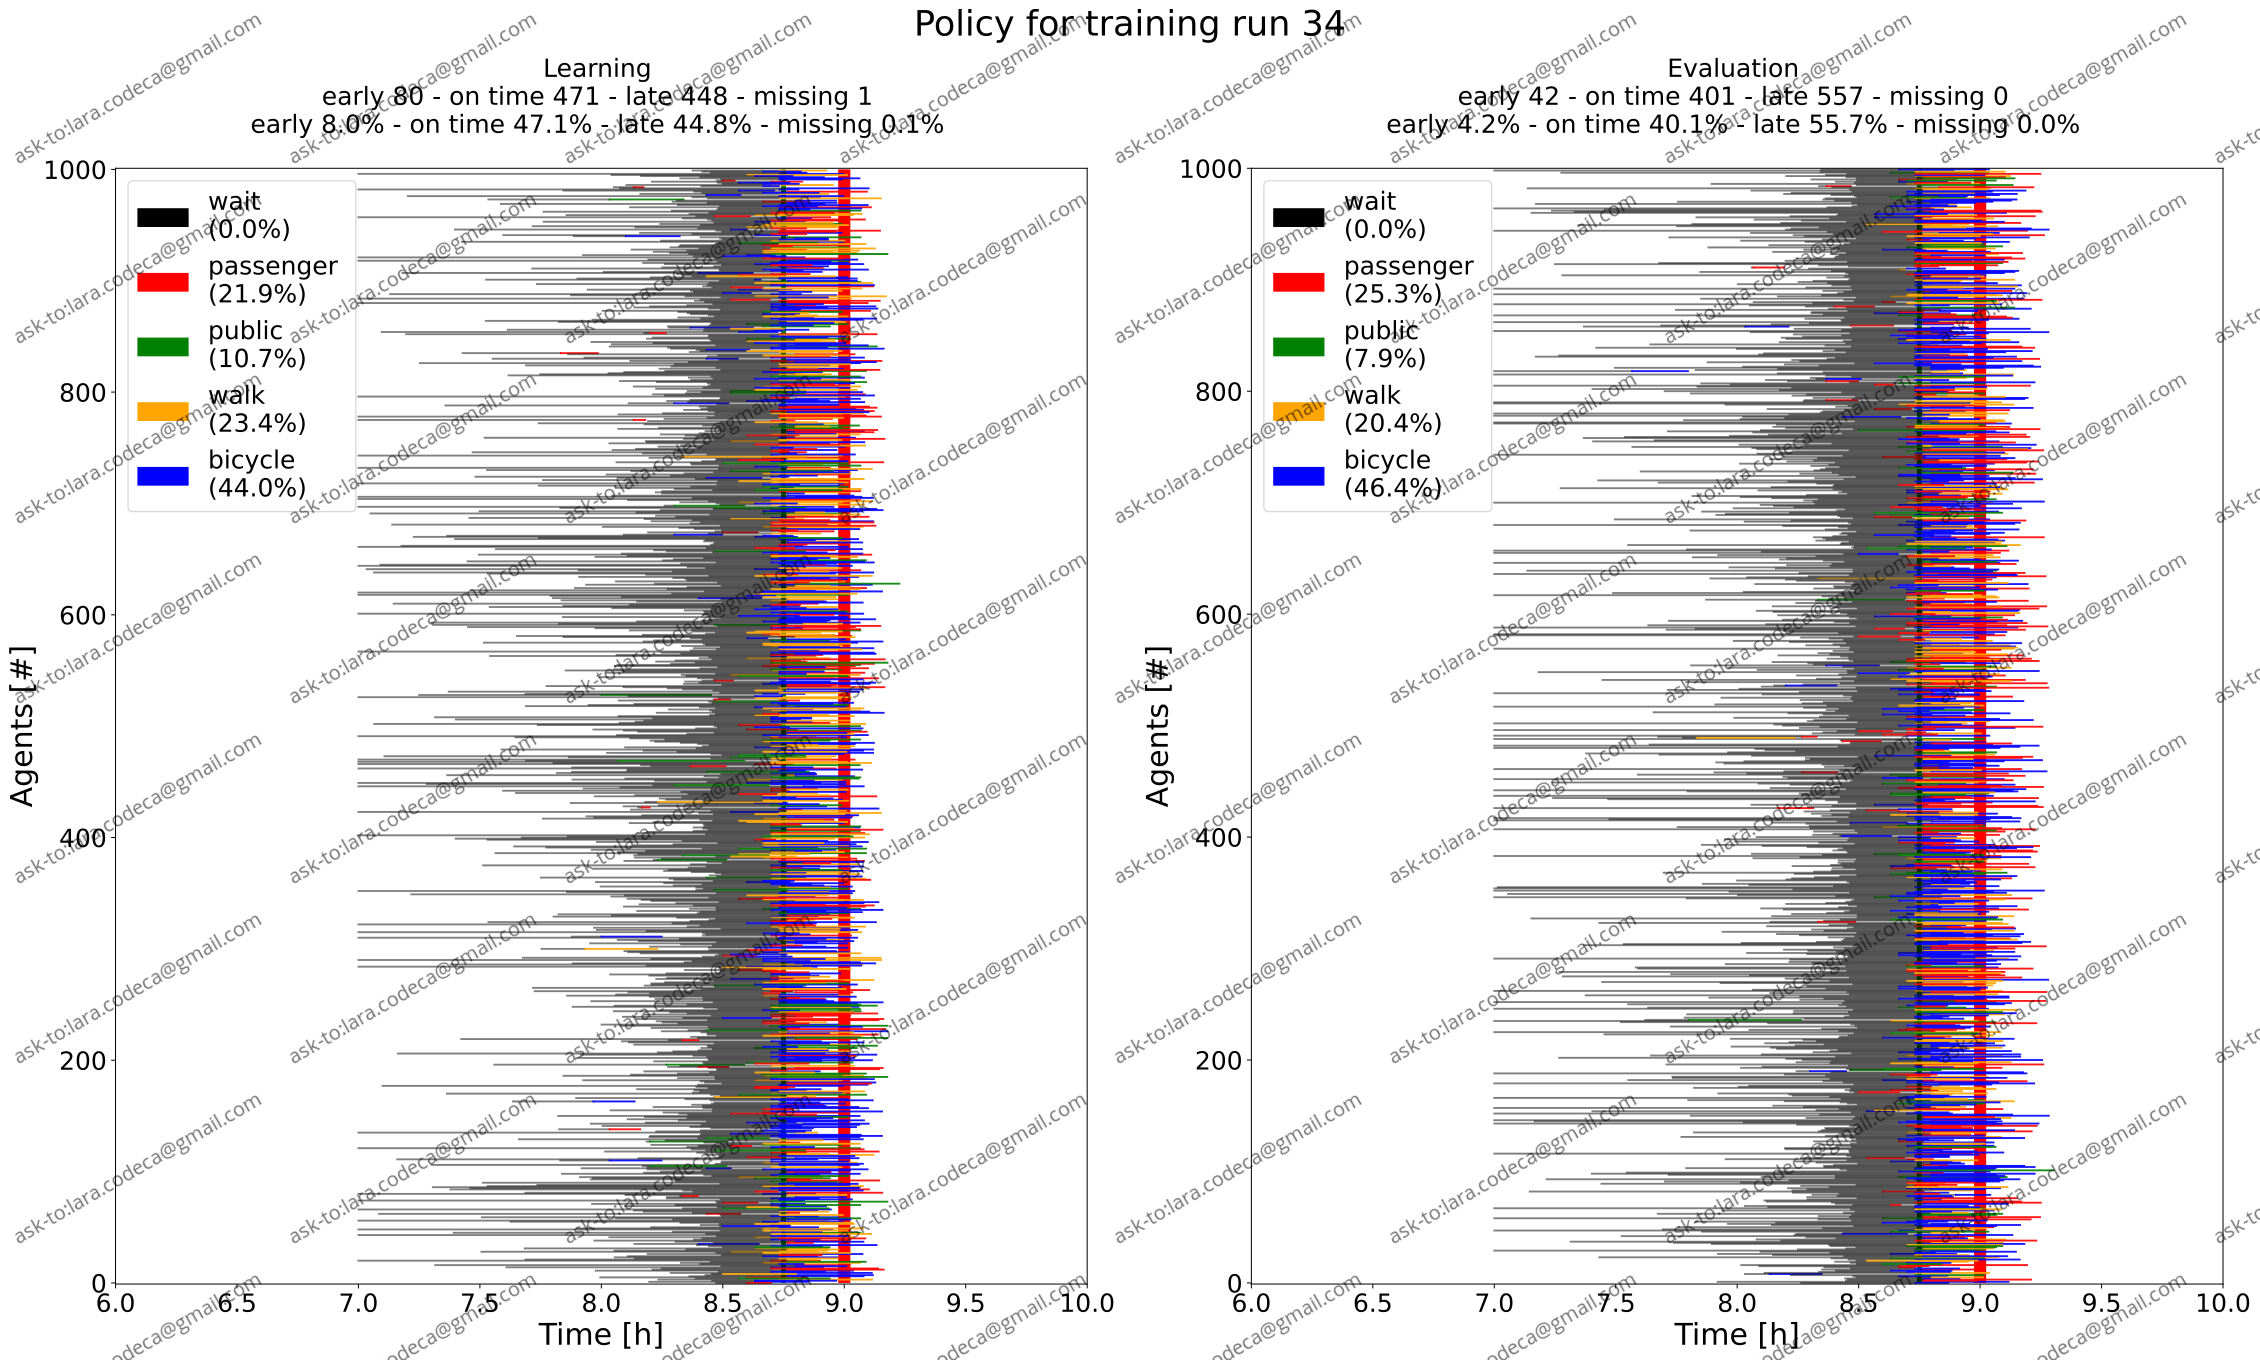 Policy for training run 34
Learning
early 80 - on time 471 - late 448 - missing 1
early 8.0% - on time 47.1% - late 44.8% - missing 0.1%
1000
800
600
400
200
0
Agents [#]
wait
(0.0%)
passenger
(21.9%)
public
(10.7%)
walk
(23.4%)
bicycle
(44.0%)
6.0 6.5 7.0 7.5 8.0 8.5 9.0 9.5 10.0
Time [h]
Evaluation
early 42 - on time 401 - late 557 - missing 0
early 4.2% - on time 40.1% - late 55.7% - missing 0.0%
1000
800
600
400
200
0
Agents [#]
wait
(0.0%)
passenger
(25.3%)
public
(7.9%)
walk
(20.4%)
bicycle
(46.4%)
6.0 6.5 7.0 7.5 8.0 8.5 9.0 9.5 10.0
Time [h]
ask-to:lara.codeca@gmail.com